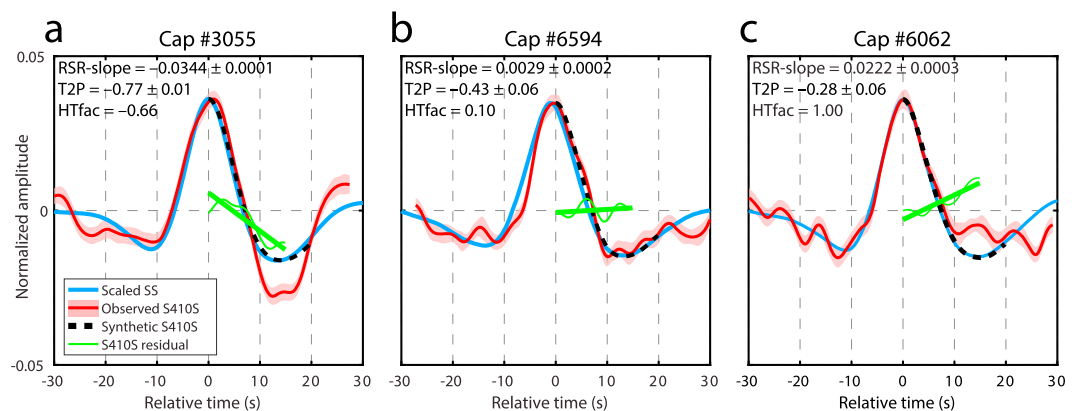 a
Cap #3055
RSR-slope = −0.0344 ± 0.0001
T2P = −0.77 ± 0.01
HTfac = −0.66
0.05
0
-0.05
Normalized amplitude
Scaled SS
Observed S410S
Synthetic S410S
S410S residual
-30 -20 -10 0 10 20 30
Relative time (s)
b
Cap #6594
RSR-slope = 0.0029 ± 0.0002
T2P = −0.43 ± 0.06
HTfac = 0.10
-30 -20 -10 0 10 20 30
Relative time (s)
c
Cap #6062
RSR-slope = 0.0222 ± 0.0003
T2P = −0.28 ± 0.06
HTfac = 1.00
-30 -20 -10 0 10 20 30
Relative time (s)